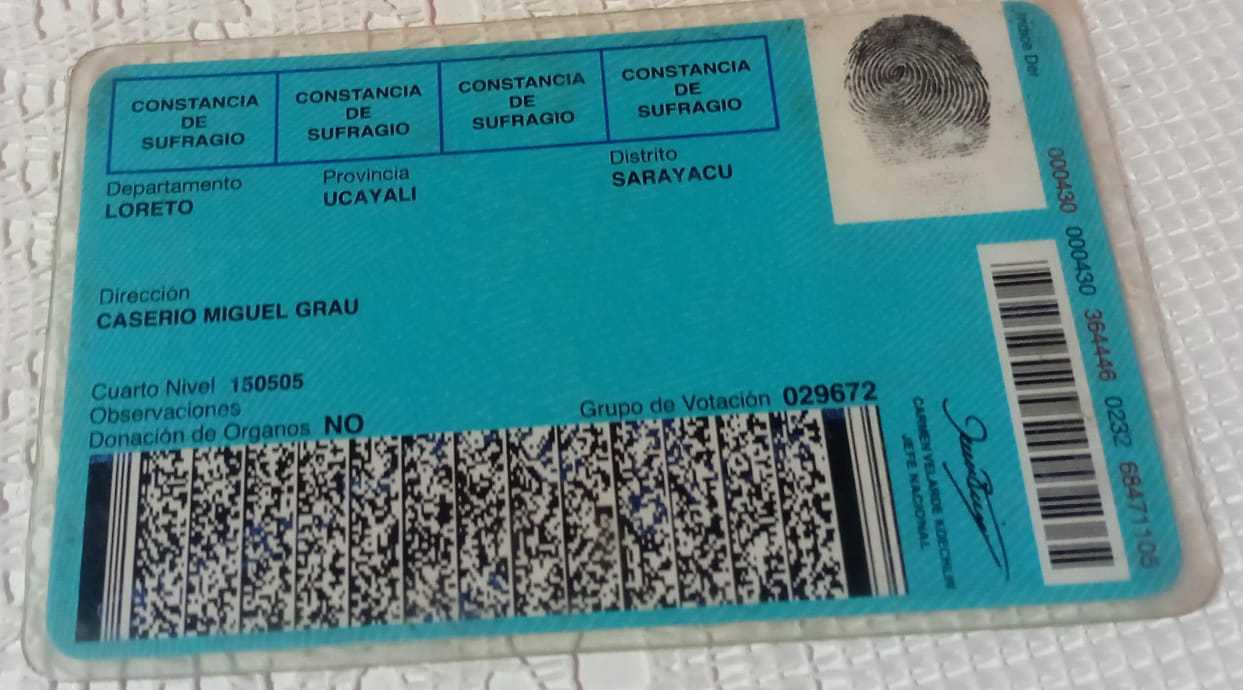 CONSTANCIA
DE
SUFRAGIO
CONSTANCIA
DE
SUFRAGIO
CONSTANCIA
DE
SUFRAGIO
CONSTANCIA
DE
SUFRAGIO
Departamento
LORETO
Provincia
UCAYALI
Distrito
SARAYACU
Dirección
CASERIO MIGUEL GRAU
Cuarto Nivel 150505
Observaciones
Donación de Organos NO
Grupo de Votación 029672
Indice Der
000430 000430 364446 0232 68471105
CARMEN VELARDE KOECHLIN
JEFE NACIONAL